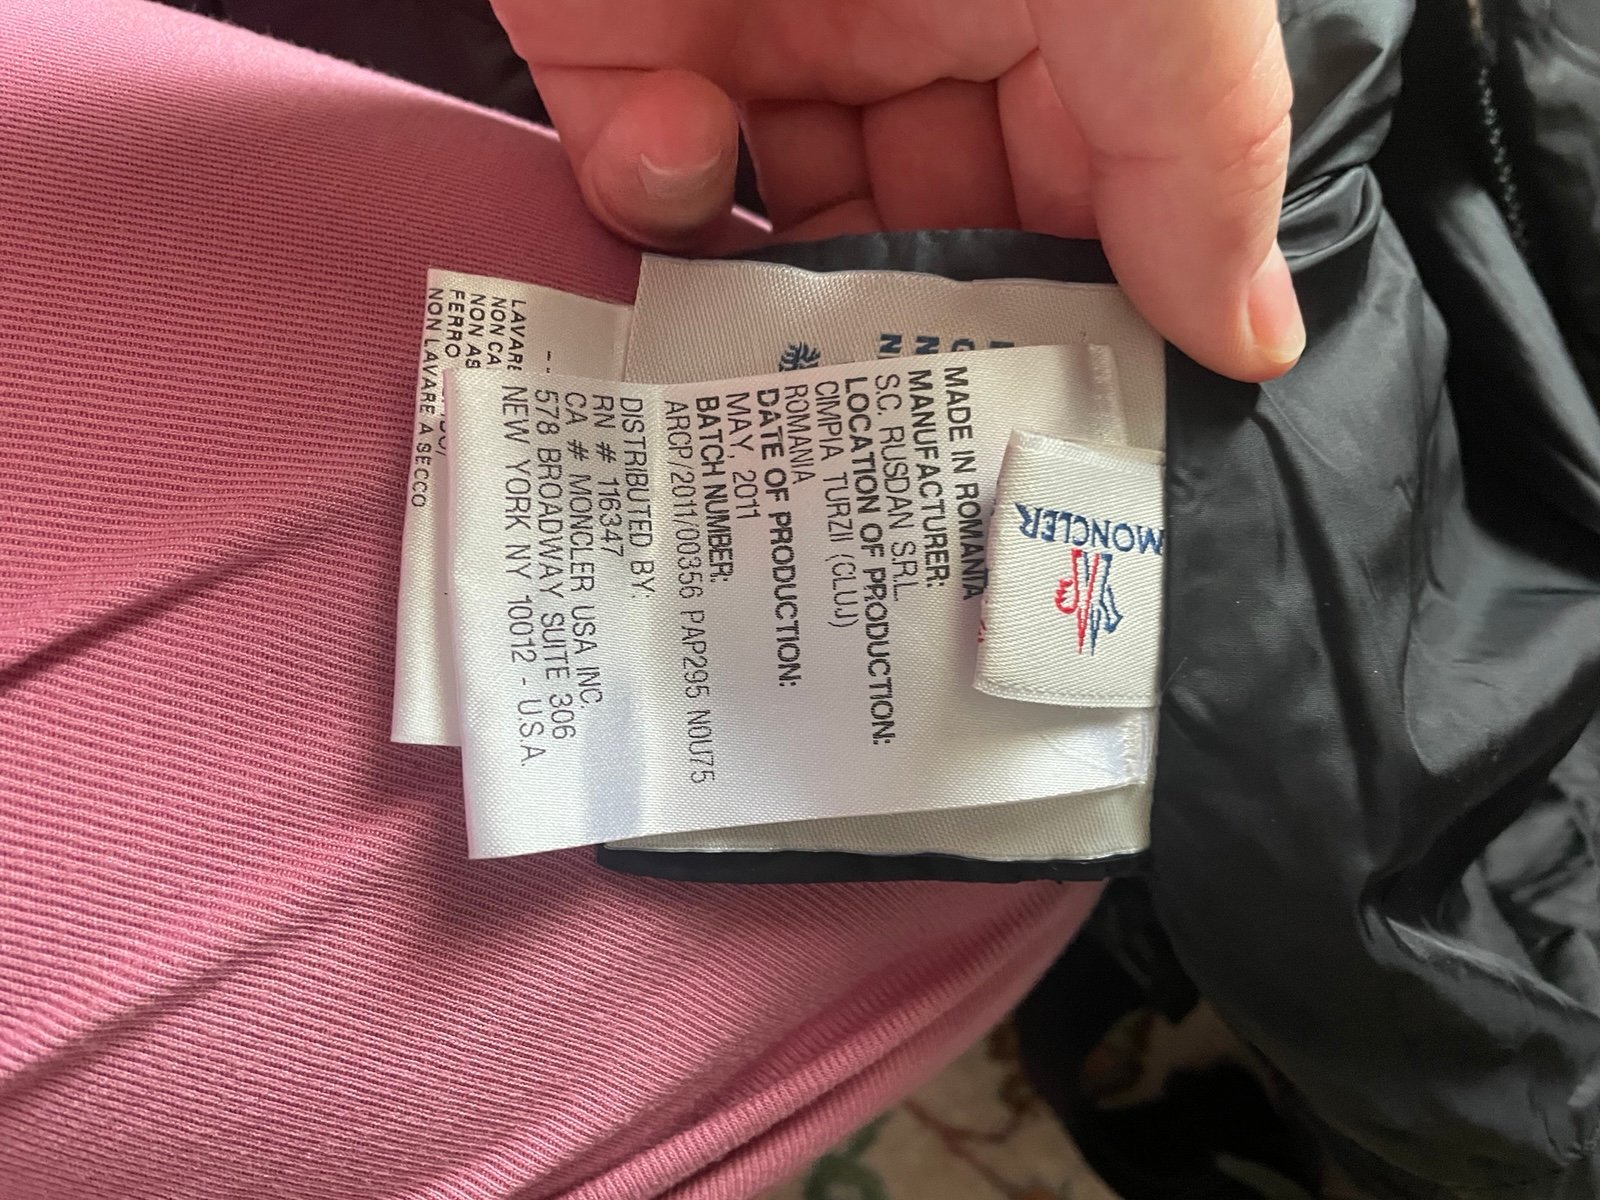 MONCLER
MADE IN ROMANIA
MANUFACTURER:
S.C. RUSDAN S.R.L.
LOCATION OF PRODUCTION:
CIMPIA TURZII (CLUJ)
ROMANIA
DATE OF PRODUCTION:
MAY, 2011
BATCH NUMBER:
ARCP/2011/00356 PAP295 N0U75
DISTRIBUTED BY:
RN # 116347
CA # MONCLER USA INC.
578 BROADWAY SUITE 306
NEW YORK NY 10012 - U.S.A.
LAVARE
NON CA
NON AS
FERRO
NON LAVARE A SECCO